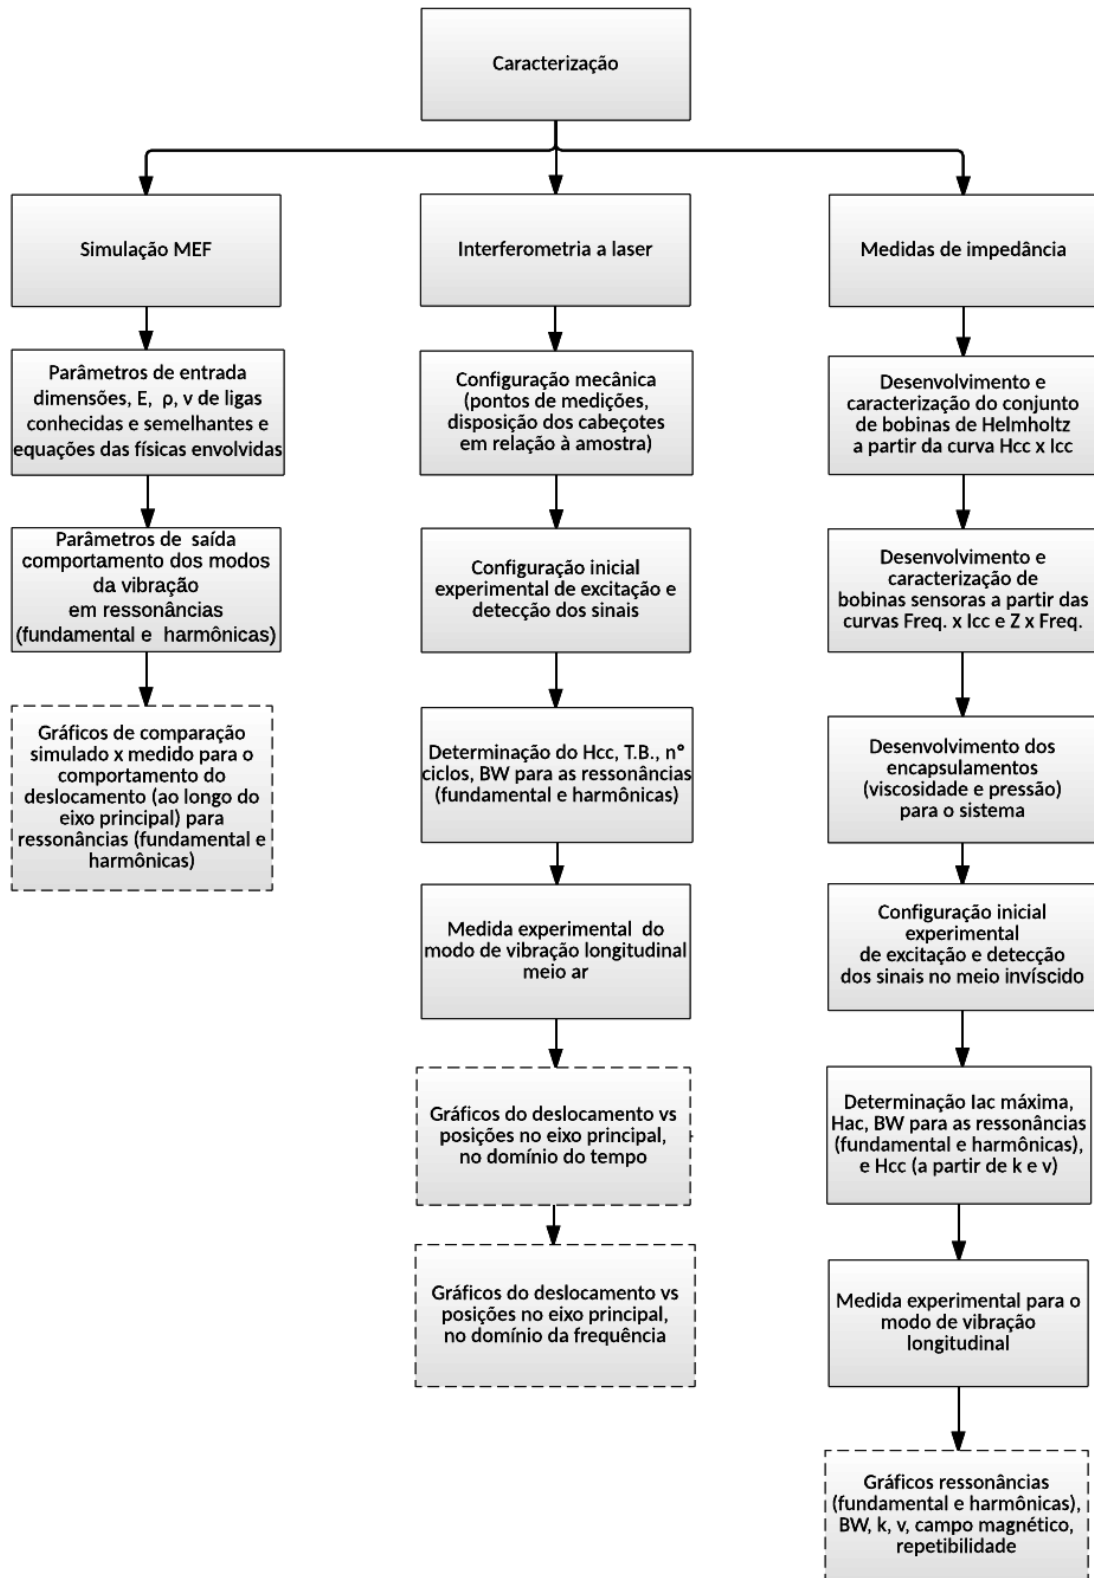 Caracterização
Simulação MEF
Parâmetros de entrada
dimensões, E, ρ, ν de ligas
conhecidas e semelhantes e
equações das físicas envolvidas
Parâmetros de saída
comportamento dos modos
da vibração
em ressonâncias
(fundamental e harmônicas)
Gráficos de comparação
simulado x medido para o
comportamento do
deslocamento (ao longo do
eixo principal) para
ressonâncias (fundamental e
harmônicas)
Interferometria a laser
Configuração mecânica
(pontos de medições,
disposição dos cabeçotes
em relação à amostra)
Configuração inicial
experimental de excitação e
detecção dos sinais
Determinação do Hcc, T.B., n°
ciclos, BW para as ressonâncias
(fundamental e harmônicas)
Medida experimental do
modo de vibração longitudinal
meio ar
Gráficos do deslocamento vs
posições no eixo principal,
no domínio do tempo
Gráficos do deslocamento vs
posições no eixo principal,
no domínio da frequência
Medidas de impedância
Desenvolvimento e
caracterização do conjunto
de bobinas de Helmholtz
a partir da curva Hcc x Icc
Desenvolvimento e
caracterização de
bobinas sensoras a partir das
curvas Freq. x Icc e Z x Freq.
Desenvolvimento dos
encapsulamentos
(viscosidade e pressão)
para o sistema
Configuração inicial
experimental
de excitação e detecção
dos sinais no meio invíscido
Determinação Iac máxima,
Hac, BW para as ressonâncias
(fundamental e harmônicas),
e Hcc (a partir de k e v)
Medida experimental para o
modo de vibração
longitudinal
Gráficos ressonâncias
(fundamental e harmônicas),
BW, k, v, campo magnético,
repetibilidade